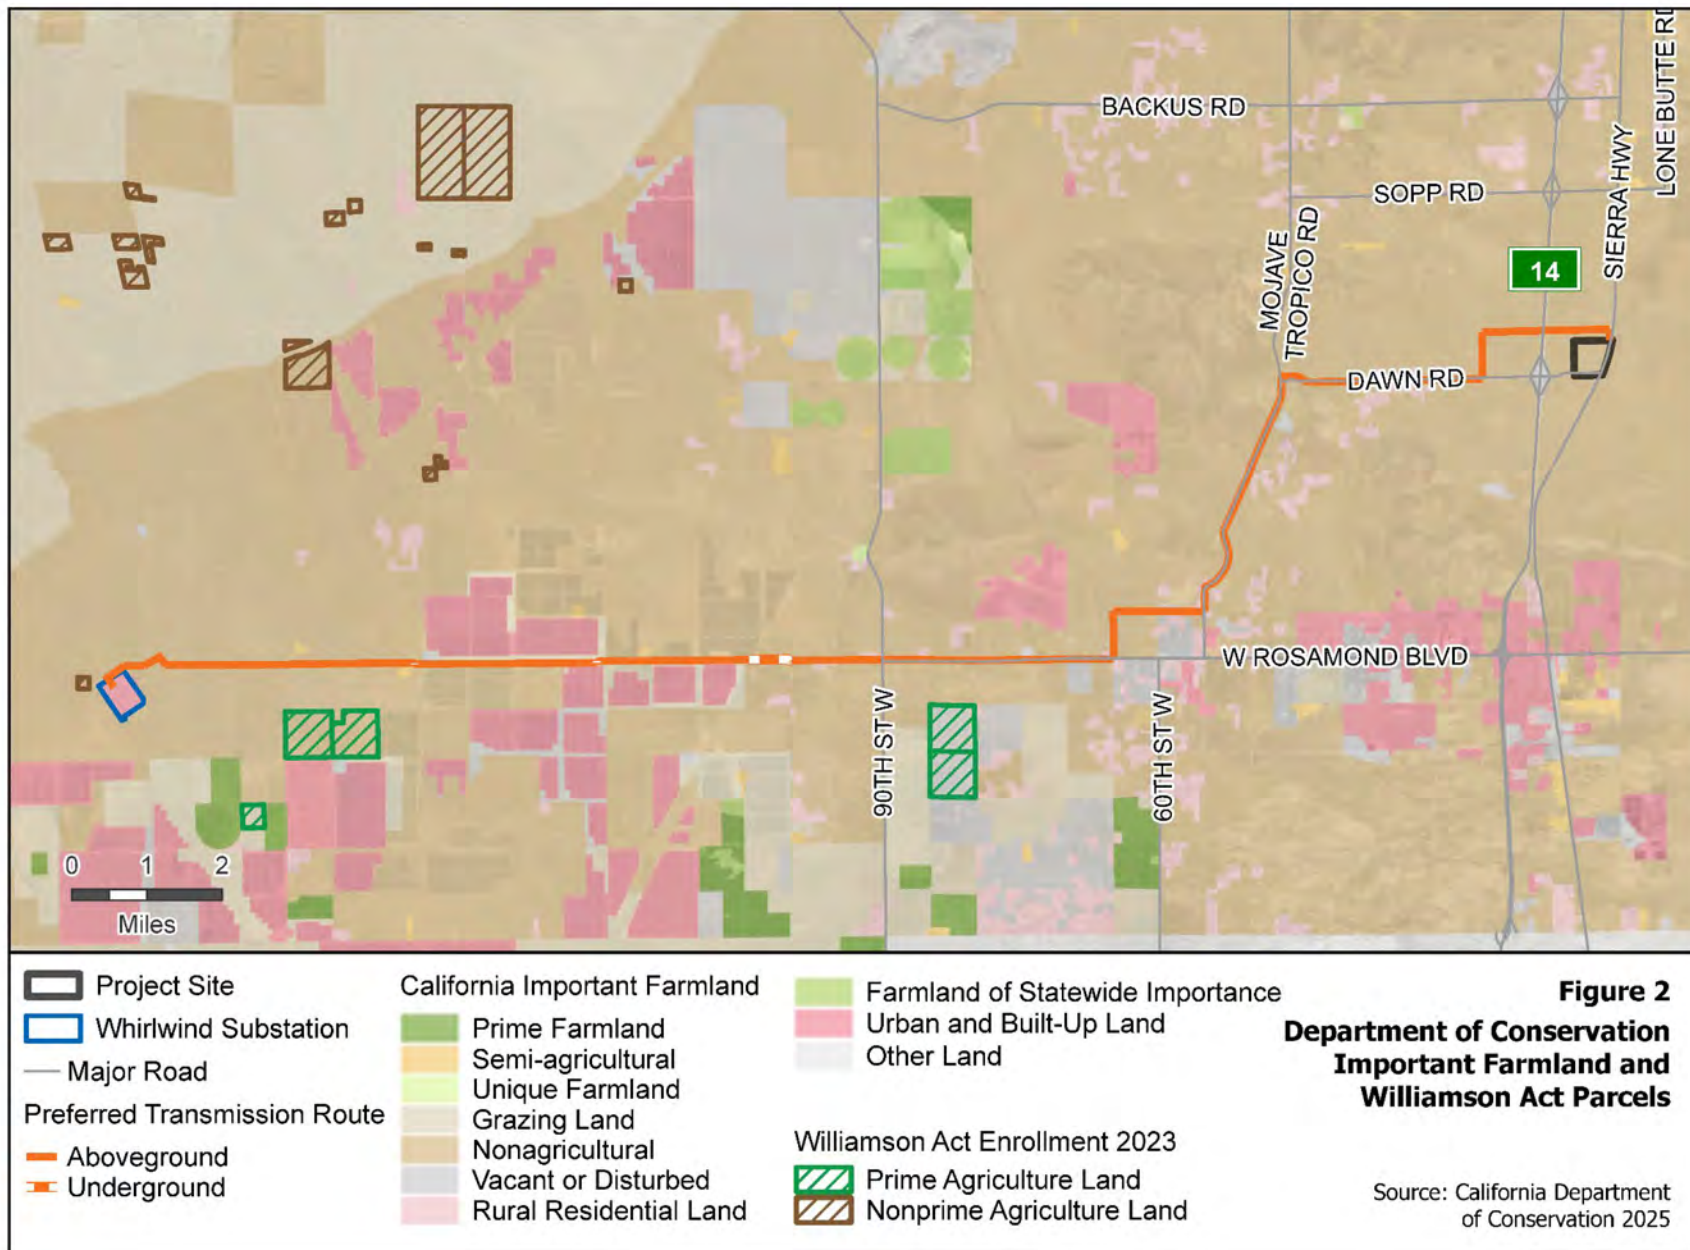 BACKUS RD
SOPP RD
LONE BUTTE RD
SIERRA HWY
MOJAVE
TROPICO RD
14
DAWN RD
W ROSAMOND BLVD
90TH ST W
60TH ST W
0 1 2
Miles
Project Site
Whirlwind Substation
Major Road
Preferred Transmission Route
Aboveground
Underground
California Important Farmland
Prime Farmland
Semi-agricultural
Unique Farmland
Grazing Land
Nonagricultural
Vacant or Disturbed
Rural Residential Land
Farmland of Statewide Importance
Urban and Built-Up Land
Other Land
Williamson Act Enrollment 2023
Prime Agriculture Land
Nonprime Agriculture Land
Figure 2
Department of Conservation
Important Farmland and
Williamson Act Parcels
Source: California Department
of Conservation 2025